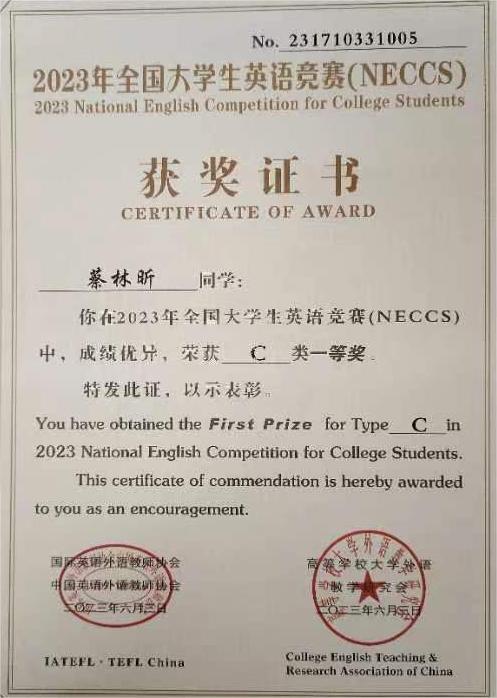 No. 231710331005
2023年全国大学生英语竞赛(NECCS)
2023 National English Competition for College Students
获奖证书
CERTIFICATE OF AWARD
蔡林昕 同学:
你在2023年全国大学生英语竞赛(NECCS)
中，成绩优异，荣获 C 类一等奖.
特发此证，以示表彰。
You have obtained the First Prize for Type C in
2023 National English Competition for College Students.
This certificate of commendation is hereby awarded
to you as an encouragement.
国际英语外语教师协会
中国英语外语教师协会
二〇二三年六月三日
高等学校大学外语
教学研究会
二〇二三年六月三日
IATEFL · TEFL China
College English Teaching &
Research Association of China